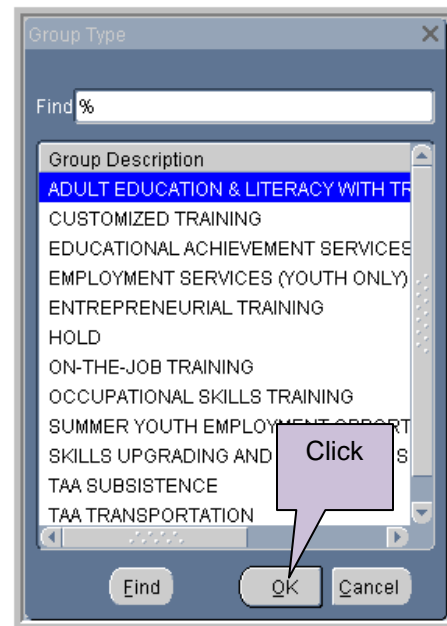 Group Type
Find %
Group Description
ADULT EDUCATION & LITERACY WITH TR
CUSTOMIZED TRAINING
EDUCATIONAL ACHIEVEMENT SERVICES
EMPLOYMENT SERVICES (YOUTH ONLY)
ENTREPRENEURIAL TRAINING
HOLD
ON-THE-JOB TRAINING
OCCUPATIONAL SKILLS TRAINING
SUMMER YOUTH EMPLOYMENT OPPORT
SKILLS UPGRADING AND S
Click
TAA SUBSISTENCE
TAA TRANSPORTATION
Find OK Cancel